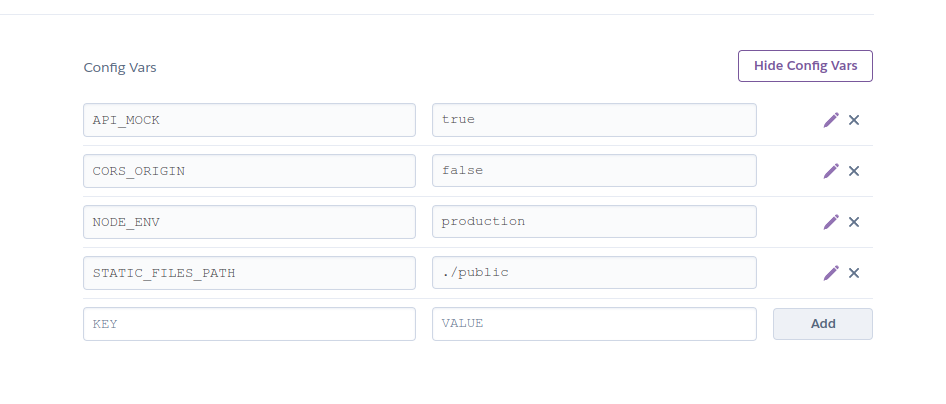 Config Vars
Hide Config Vars
API_MOCK true
CORS_ORIGIN false
NODE_ENV production
STATIC_FILES_PATH ./public
KEY VALUE Add